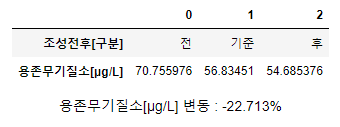 0 1 2
조성전후[구분] 전 기준 후
용존무기질소[μg/L] 70.755976 56.83451 54.685376
용존무기질소[μg/L] 변동 : -22.713%